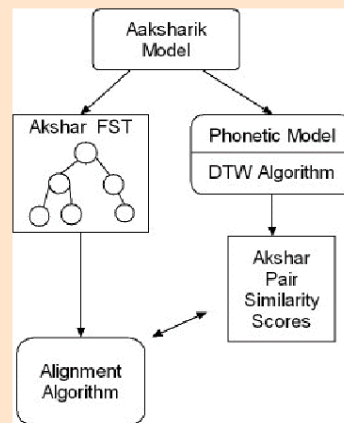 Aaksharik
Model
Akshar FST
Phonetic Model
DTW Algorithm
Akshar
Pair
Similarity
Scores
Alignment
Algorithm